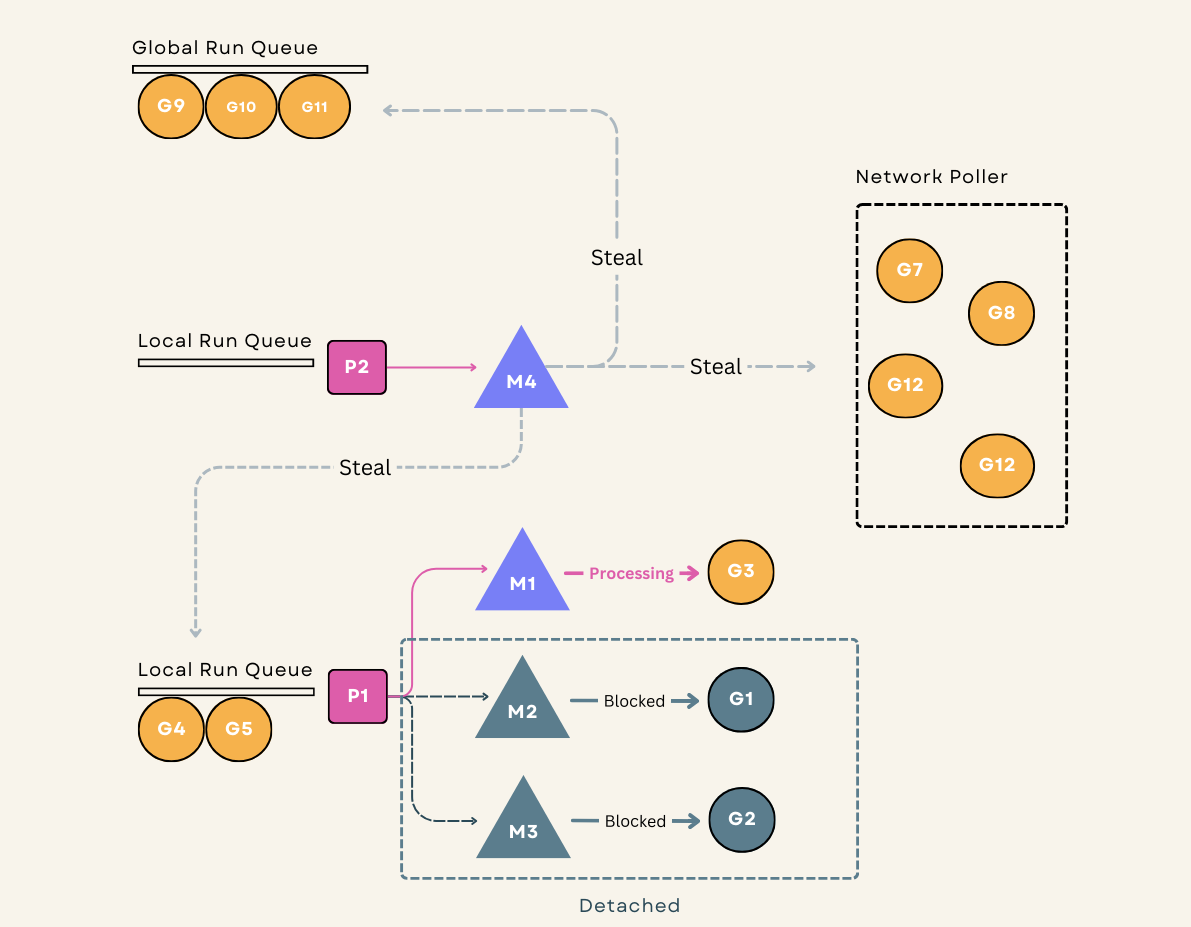 Global Run Queue
G9 G10 G11
Network Poller
Steal
G7
G8
Local Run Queue
P2
M4
Steal
G12
G12
Steal
M1
Processing
G3
Local Run Queue
P1
G4 G5
M2
Blocked
G1
M3
Blocked
G2
Detached